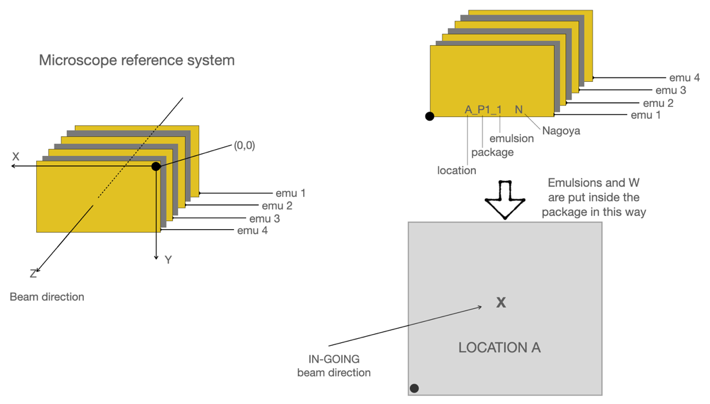 Microscope reference system
X
(0,0)
emu 1
emu 2
emu 3
emu 4
Y
Z
Beam direction
emu 4
emu 3
emu 2
emu 1
A_P1_1 N
Nagoya
emulsion
package
location
Emulsions and W
are put inside the
package in this way
X
LOCATION A
IN-GOING
beam direction